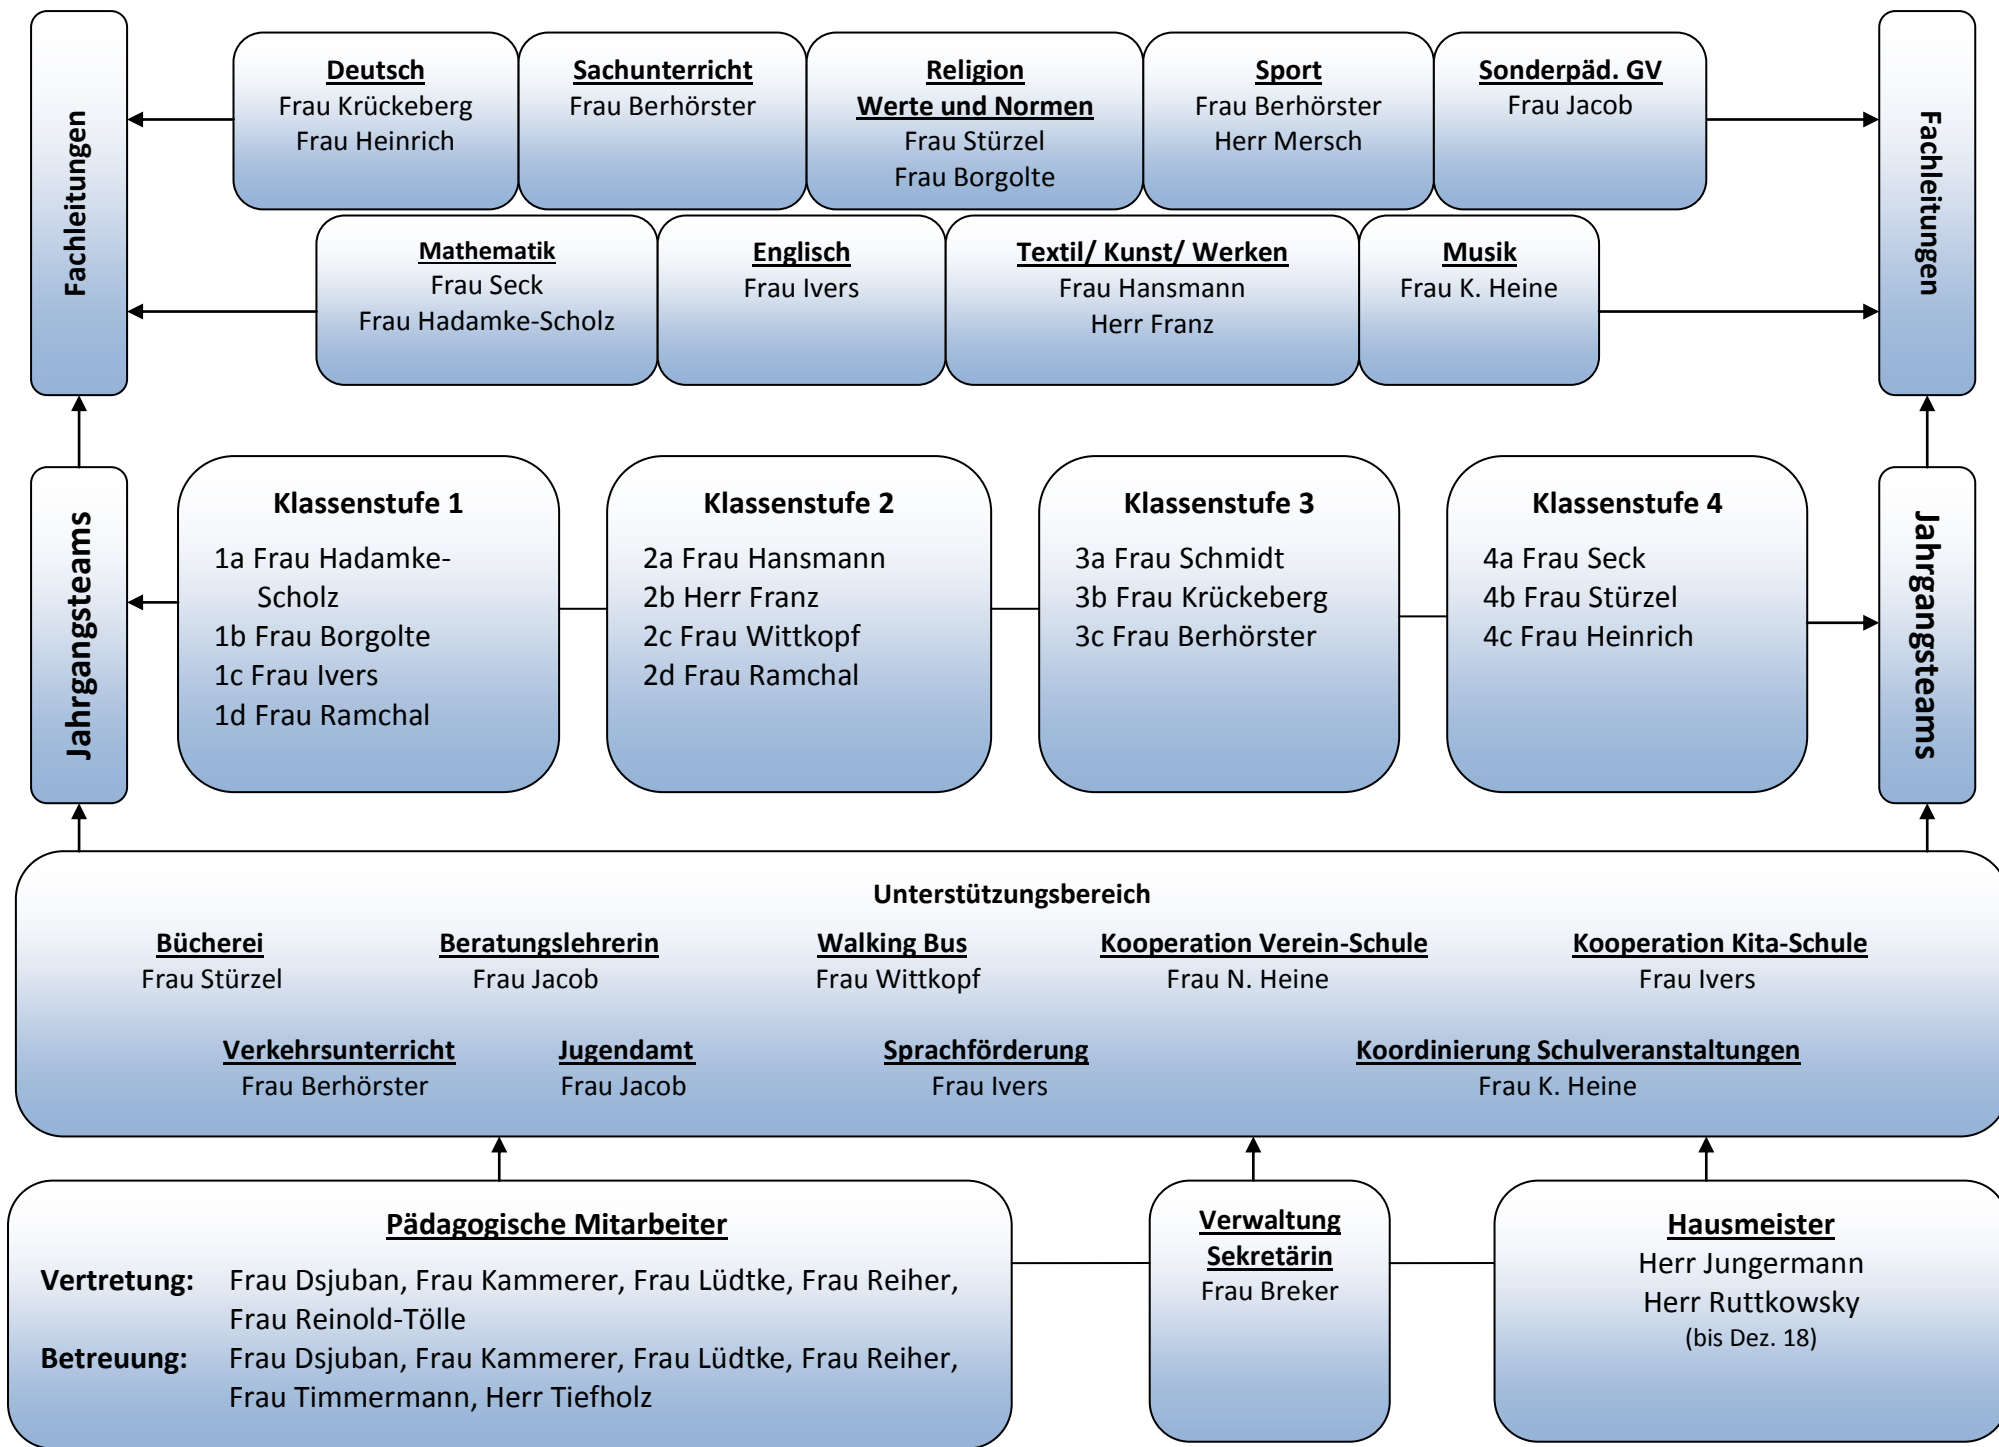 Fachleitungen
Deutsch
Frau Krückeberg
Frau Heinrich
Sachunterricht
Frau Berhörster
Religion
Werte und Normen
Frau Stürzel
Frau Borgolte
Sport
Frau Berhörster
Herr Mersch
Sonderpäd. GV
Frau Jacob
Fachleitungen
Mathematik
Frau Seck
Frau Hadamke-Scholz
Englisch
Frau Ivers
Textil/ Kunst/ Werken
Frau Hansmann
Herr Franz
Musik
Frau K. Heine
Jahrgangsteams
Klassenstufe 1
1a Frau Hadamke-
Scholz
1b Frau Borgolte
1c Frau Ivers
1d Frau Ramchal
Klassenstufe 2
2a Frau Hansmann
2b Herr Franz
2c Frau Wittkopf
2d Frau Ramchal
Klassenstufe 3
3a Frau Schmidt
3b Frau Krückeberg
3c Frau Berhörster
Klassenstufe 4
4a Frau Seck
4b Frau Stürzel
4c Frau Heinrich
Jahrgangsteams
Unterstützungsbereich
Bücherei
Frau Stürzel
Beratungslehrerin
Frau Jacob
Walking Bus
Frau Wittkopf
Kooperation Verein-Schule
Frau N. Heine
Kooperation Kita-Schule
Frau Ivers
Verkehrsunterricht
Frau Berhörster
Jugendamt
Frau Jacob
Sprachförderung
Frau Ivers
Koordinierung Schulveranstaltungen
Frau K. Heine
Pädagogische Mitarbeiter
Vertretung: Frau Dsjuban, Frau Kammerer, Frau Lüdtke, Frau Reiher,
Frau Reinold-Tölle
Betreuung: Frau Dsjuban, Frau Kammerer, Frau Lüdtke, Frau Reiher,
Frau Timmermann, Herr Tiefholz
Verwaltung
Sekretärin
Frau Breker
Hausmeister
Herr Jungermann
Herr Ruttkowsky
(bis Dez. 18)